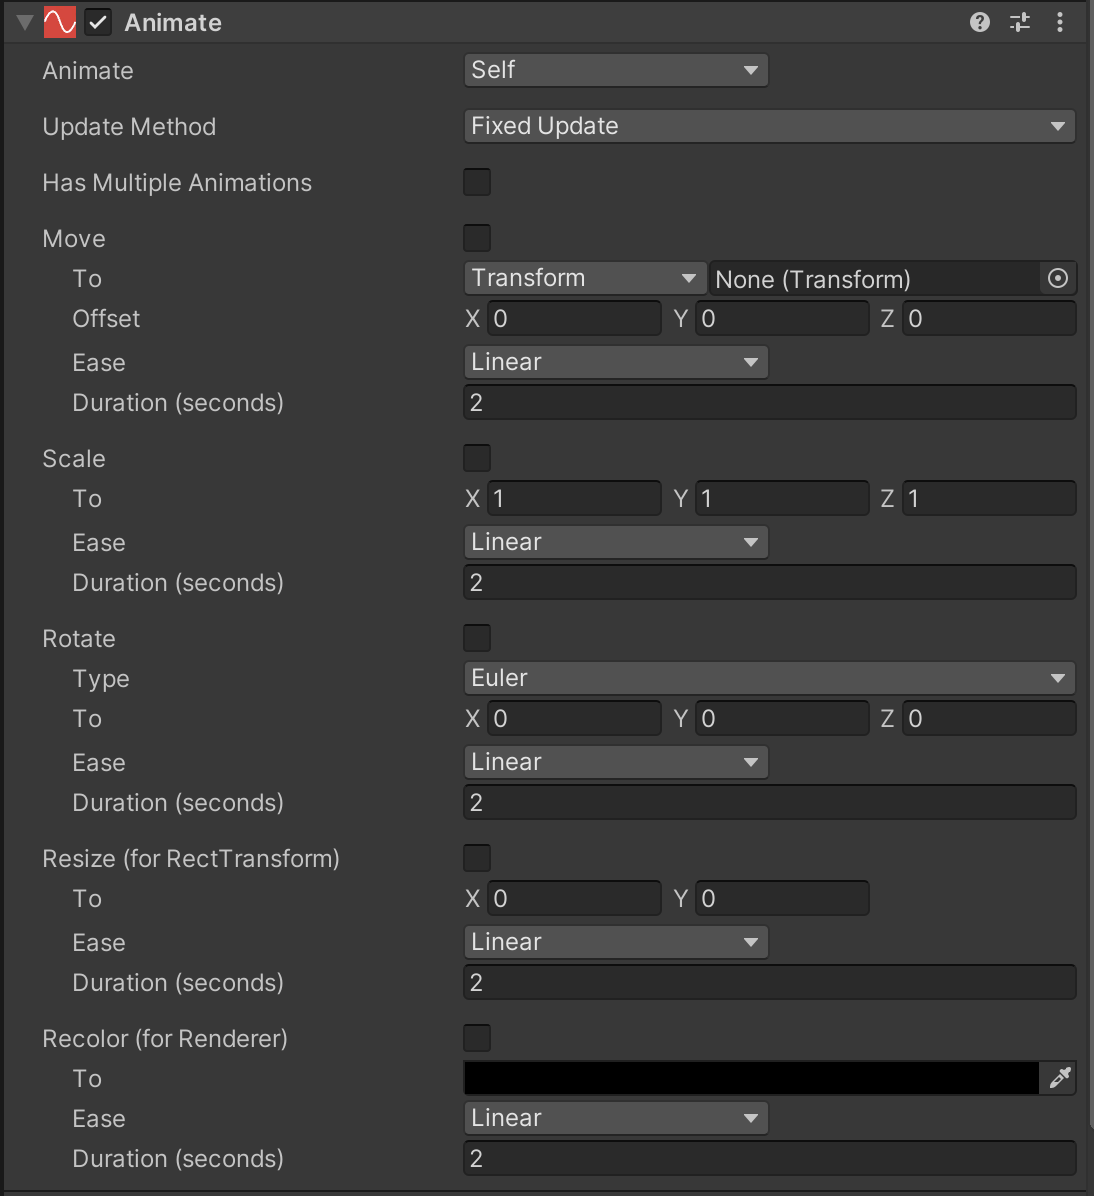 Animate
Animate Self
Update Method Fixed Update
Has Multiple Animations
Move
To Transform None (Transform)
Offset X 0 Y 0 Z 0
Ease Linear
Duration (seconds) 2
Scale
To X 1 Y 1 Z 1
Ease Linear
Duration (seconds) 2
Rotate
Type Euler
To X 0 Y 0 Z 0
Ease Linear
Duration (seconds) 2
Resize (for RectTransform)
To X 0 Y 0
Ease Linear
Duration (seconds) 2
Recolor (for Renderer)
To
Ease Linear
Duration (seconds) 2